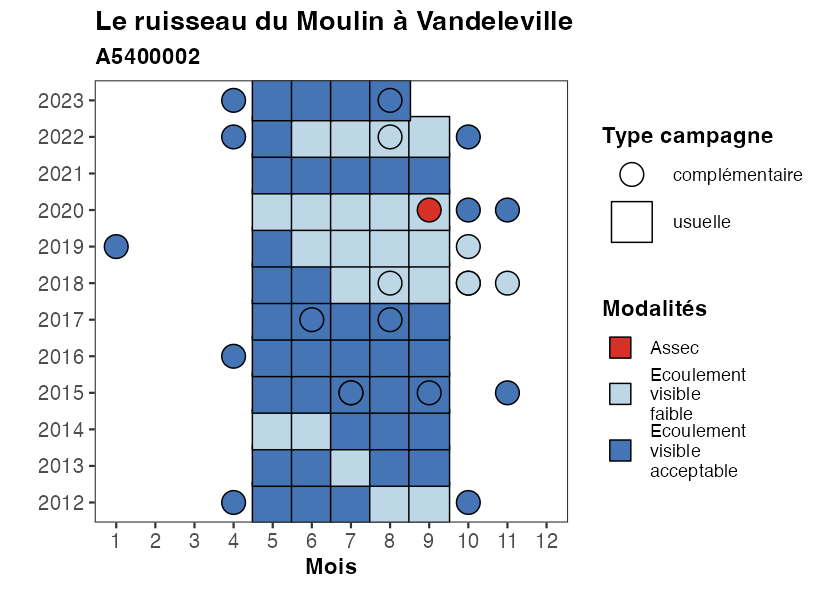 Le ruisseau du Moulin à Vandeleville
A5400002
2023
2022
2021
2020
2019
2018
2017
2016
2015
2014
2013
2012
1 2 3 4 5 6 7 8 9 10 11 12
Mois
Type campagne
complémentaire
usuelle
Modalités
Assec
Ecoulement
visible
faible
Ecoulement
visible
acceptable